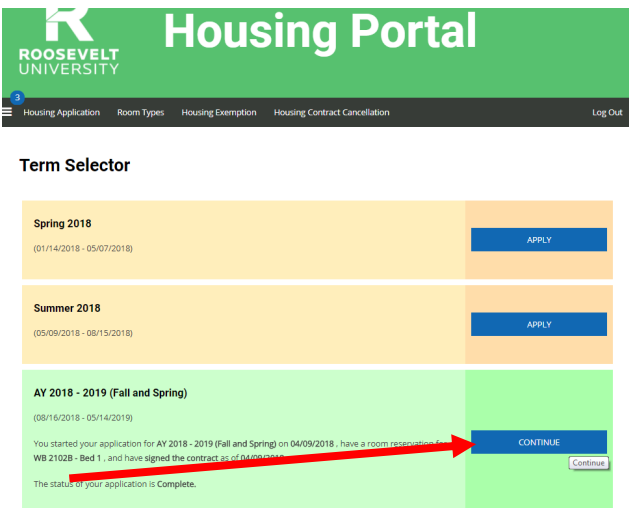 R
ROOSEVELT
UNIVERSITY
Housing Portal
3
Housing Application Room Types Housing Exemption Housing Contract Cancellation Log Out
Term Selector
Spring 2018
(01/14/2018 - 05/07/2018)
APPLY
Summer 2018
(05/09/2018 - 08/15/2018)
APPLY
AY 2018 - 2019 (Fall and Spring)
(08/16/2018 - 05/14/2019)
You started your application for AY 2018 - 2019 (Fall and Spring) on 04/09/2018 , have a room reservation for
WB 2102B - Bed 1 , and have signed the contract as of
The status of your application is Complete.
CONTINUE
Continue